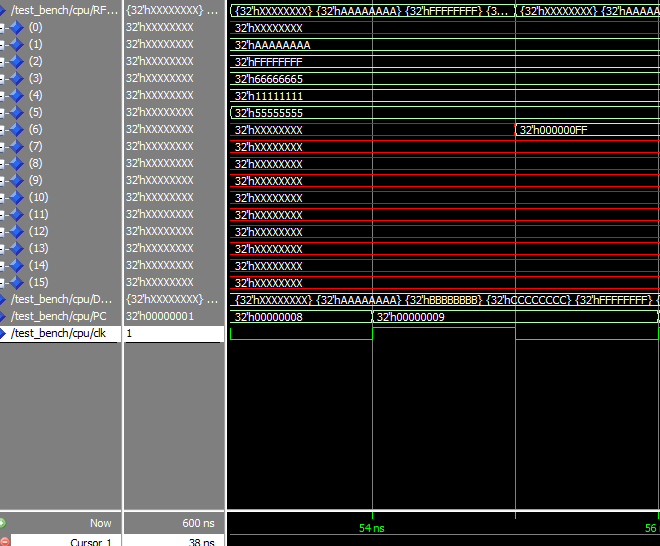 /test_bench/cpu/RF... {32'hXXXXXXXX} ... {32'hXXXXXXXX} {32'hAAAAAAAA} {32'hFFFFFFFF} {3... {32'hXXXXXXXX} {32'hAAAAA
(0) 32'hXXXXXXXX 32'hXXXXXXXX
(1) 32'hXXXXXXXX 32'hAAAAAAAA
(2) 32'hXXXXXXXX 32'hFFFFFFFF
(3) 32'hXXXXXXXX 32'h66666665
(4) 32'hXXXXXXXX 32'h11111111
(5) 32'hXXXXXXXX 32'h55555555
(6) 32'hXXXXXXXX 32'hXXXXXXXX 32'h000000FF
(7) 32'hXXXXXXXX 32'hXXXXXXXX
(8) 32'hXXXXXXXX 32'hXXXXXXXX
(9) 32'hXXXXXXXX 32'hXXXXXXXX
(10) 32'hXXXXXXXX 32'hXXXXXXXX
(11) 32'hXXXXXXXX 32'hXXXXXXXX
(12) 32'hXXXXXXXX 32'hXXXXXXXX
(13) 32'hXXXXXXXX 32'hXXXXXXXX
(14) 32'hXXXXXXXX 32'hXXXXXXXX
(15) 32'hXXXXXXXX 32'hXXXXXXXX
/test_bench/cpu/D... {32'hXXXXXXXX} ... {32'hXXXXXXXX} {32'hAAAAAAAA} {32'hBBBBBBBB} {32'hCCCCCCCC} {32'hFFFFFFFF} {
/test_bench/cpu/PC 32'h00000001 32'h00000008 32'h00000009
/test_bench/cpu/clk 1
Now 600 ns 54 ns 56
Cursor 1 38 ns